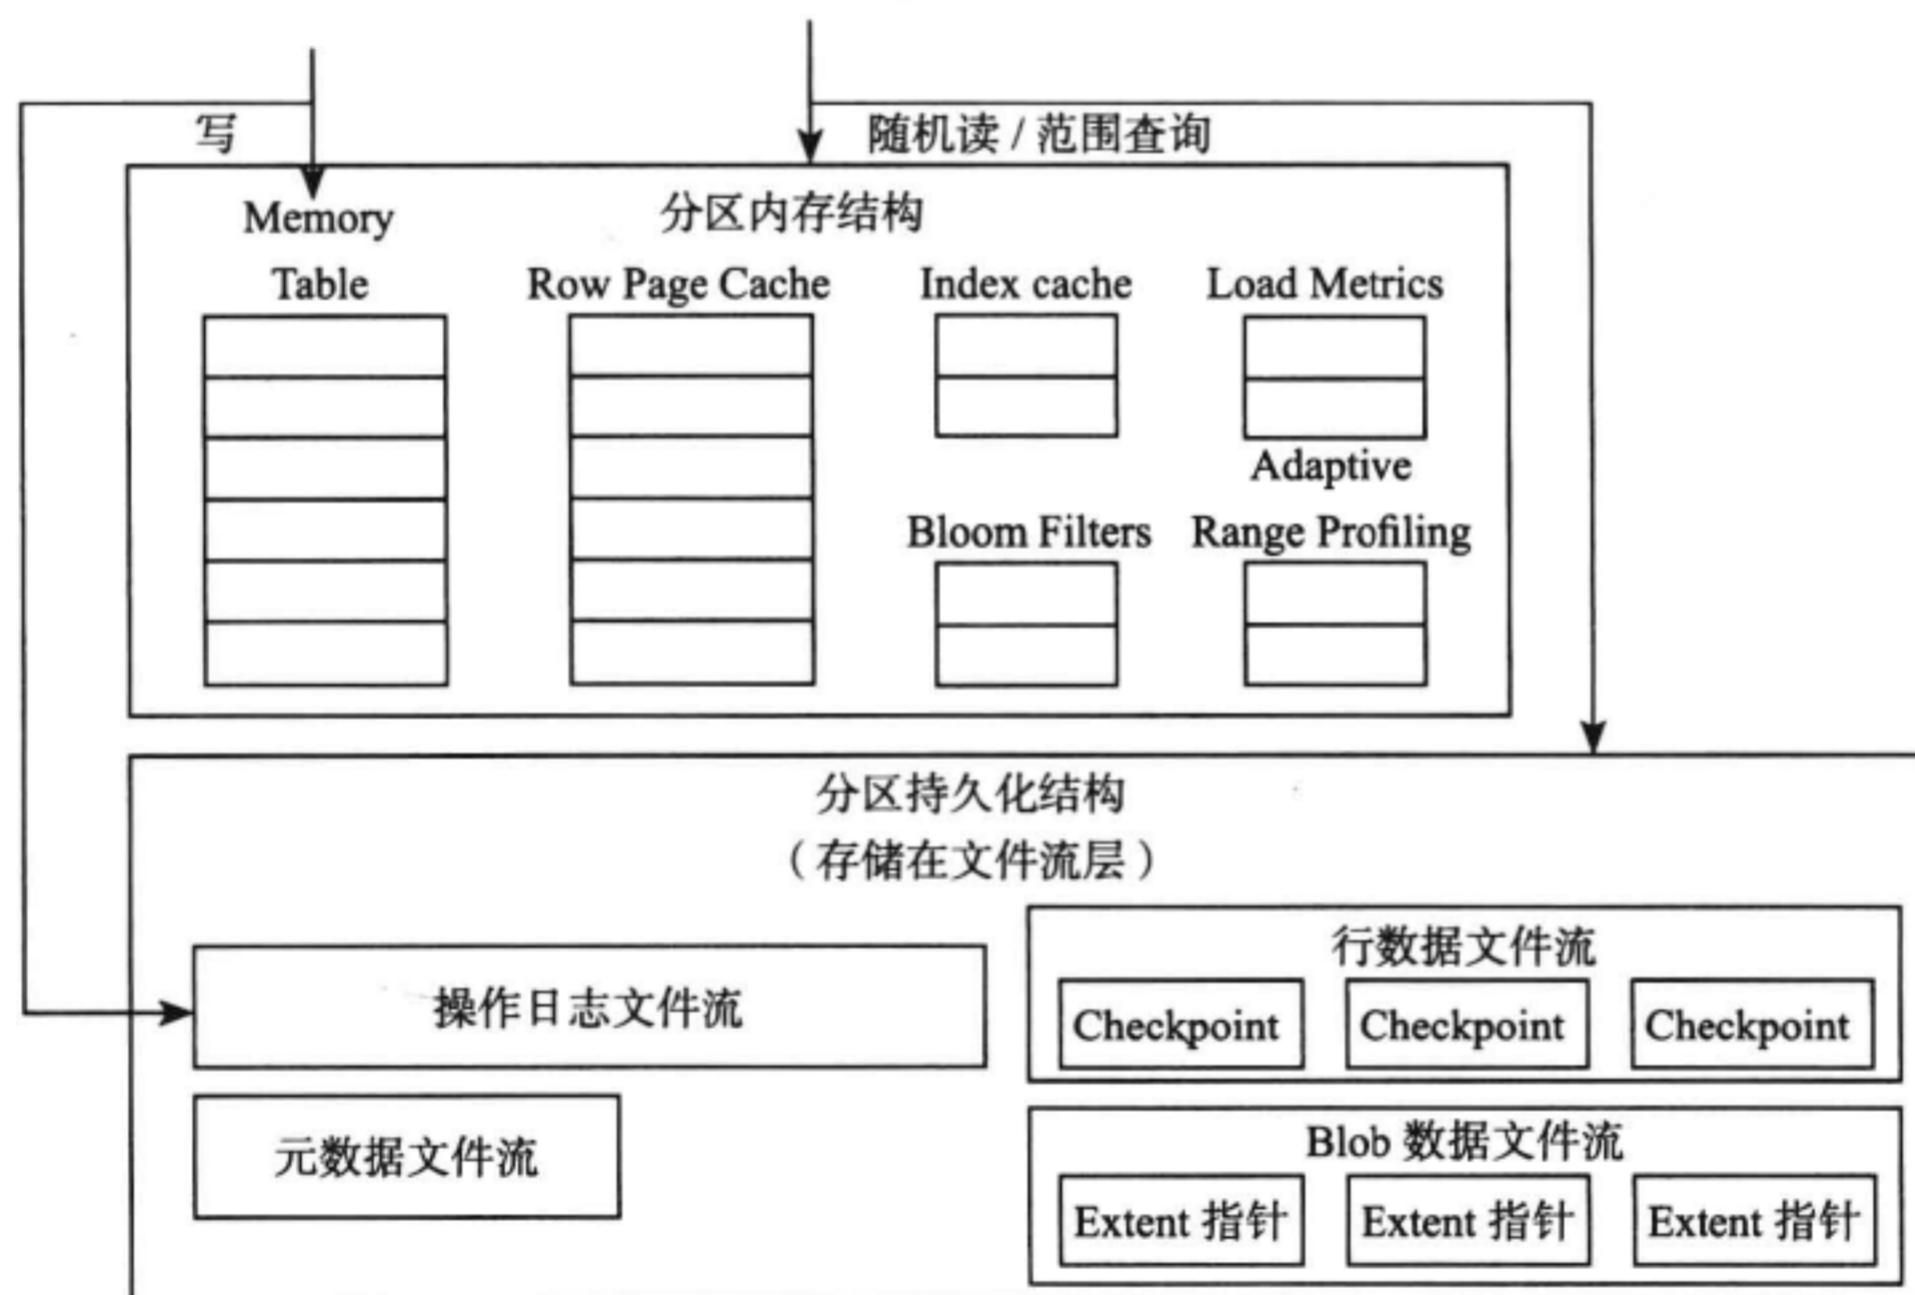 写
随机读 / 范围查询
分区内存结构
Memory
Table
Row Page Cache
Index cache
Load Metrics
Adaptive
Bloom Filters
Range Profiling
分区持久化结构
（存储在文件流层）
操作日志文件流
元数据文件流
行数据文件流
Checkpoint
Checkpoint
Checkpoint
Blob 数据文件流
Extent 指针
Extent 指针
Extent 指针